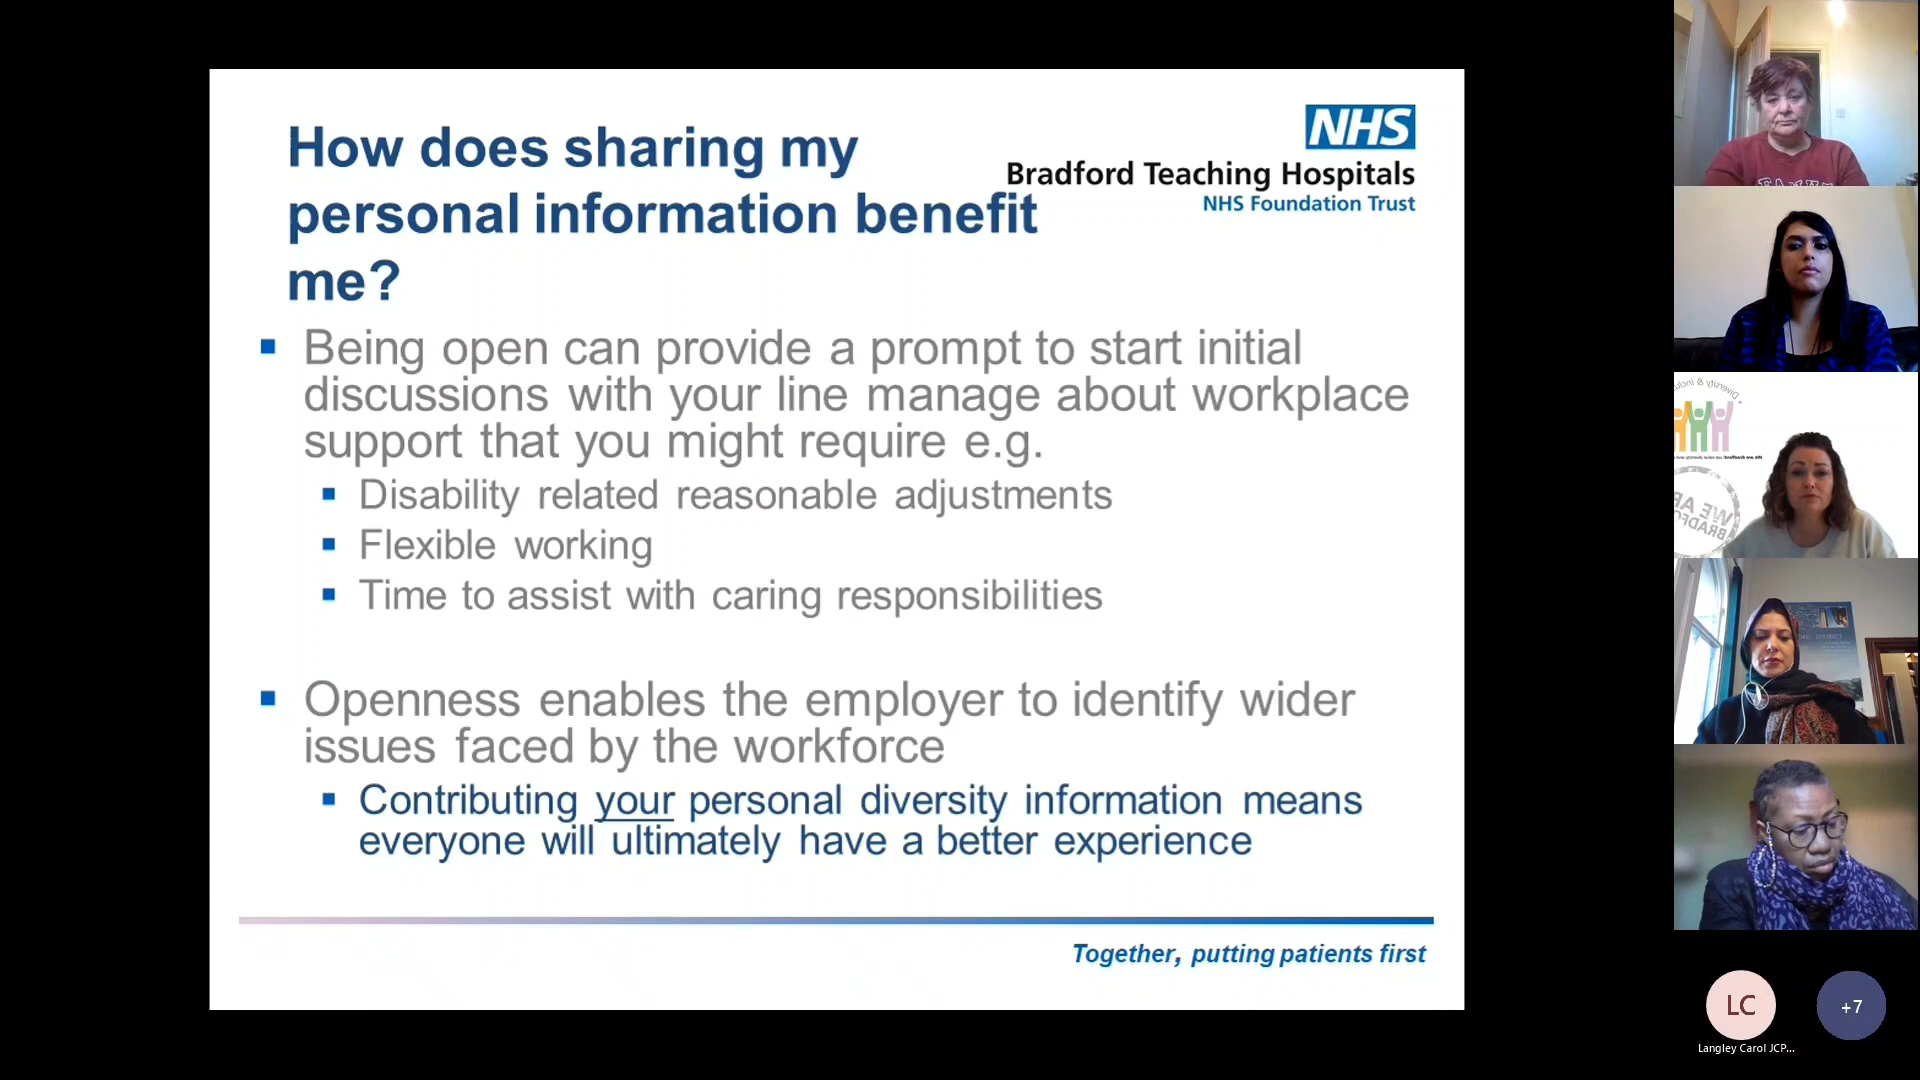 How does sharing my
personal information benefit
me?
NHS
Bradford Teaching Hospitals
NHS Foundation Trust
Being open can provide a prompt to start initial
discussions with your line manage about workplace
support that you might require e.g.
Disability related reasonable adjustments
Flexible working
Time to assist with caring responsibilities
Openness enables the employer to identify wider
issues faced by the workforce
Contributing your personal diversity information means
everyone will ultimately have a better experience
Together, putting patients first
WE AR
BRADFO
LC
+7
Langley Carol JCP...